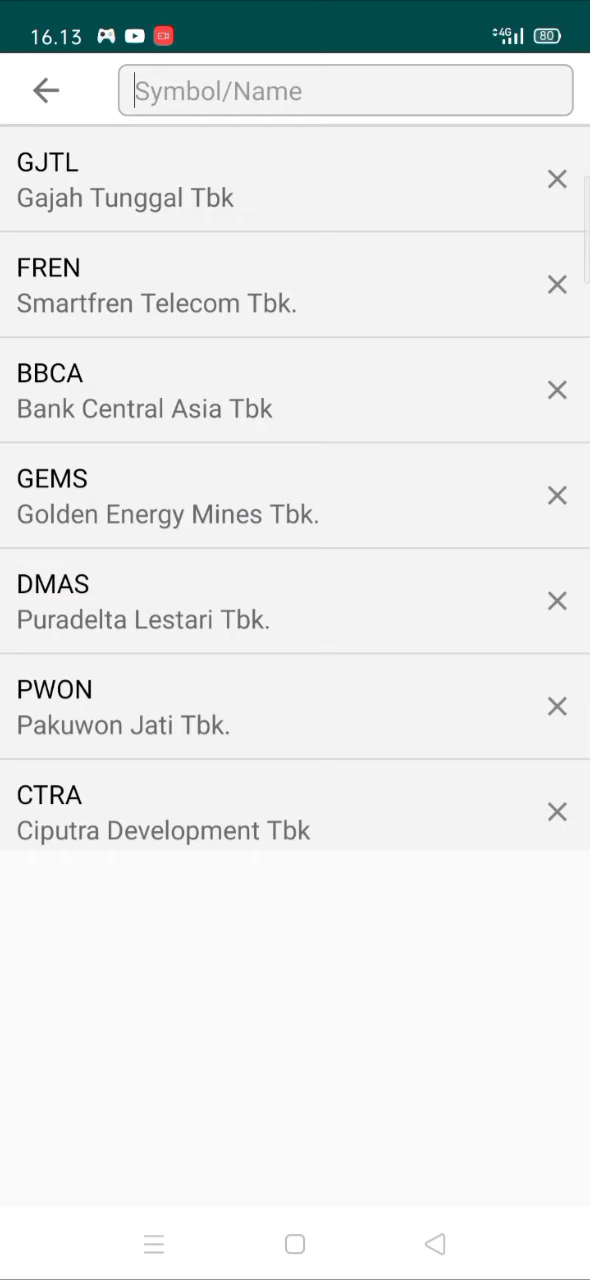 16.13
4G
80
Symbol/Name
GJTL
Gajah Tunggal Tbk
FREN
Smartfren Telecom Tbk.
BBCA
Bank Central Asia Tbk
GEMS
Golden Energy Mines Tbk.
DMAS
Puradelta Lestari Tbk.
PWON
Pakuwon Jati Tbk.
CTRA
Ciputra Development Tbk